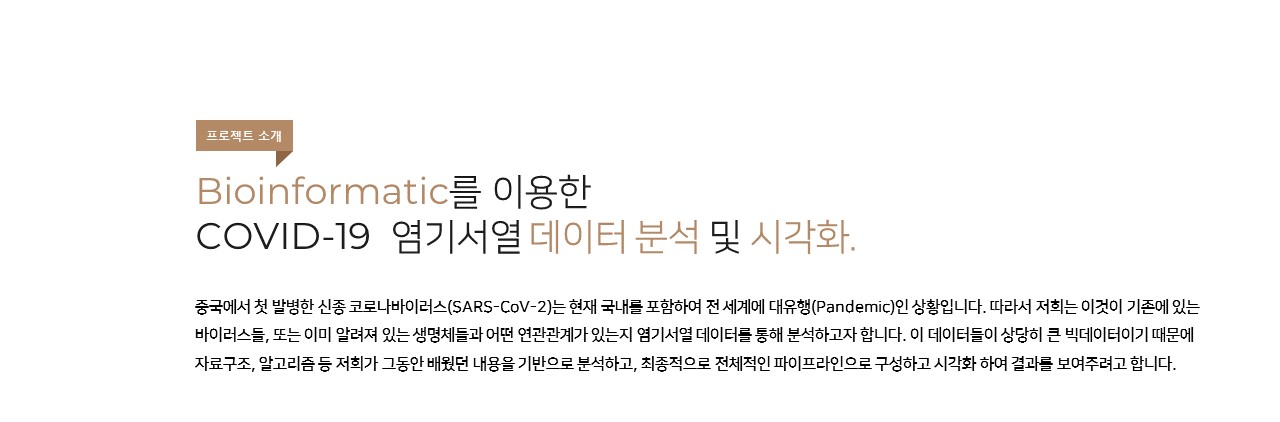 프로젝트 소개
Bioinformatic를 이용한
COVID-19 염기서열 데이터 분석 및 시각화.
중국에서 첫 발병한 신종 코로나바이러스(SARS-CoV-2)는 현재 국내를 포함하여 전 세계에 대유행(Pandemic)인 상황입니다. 따라서 저희는 이것이 기존에 있는
바이러스들, 또는 이미 알려져 있는 생명체들과 어떤 연관관계가 있는지 염기서열 데이터를 통해 분석하고자 합니다. 이 데이터들이 상당히 큰 빅데이터이기 때문에
자료구조, 알고리즘 등 저희가 그동안 배웠던 내용을 기반으로 분석하고, 최종적으로 전체적인 파이프라인으로 구성하고 시각화 하여 결과를 보여주려고 합니다.